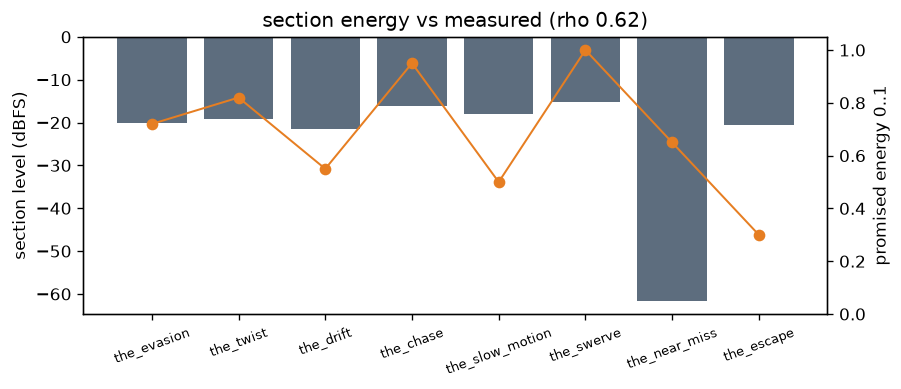 section energy vs measured (rho 0.62)
section level (dBFS)
0
−10
−20
−30
−40
−50
−60
promised energy 0..1
1.0
0.8
0.6
0.4
0.2
0.0
the_evasion
the_twist
the_drift
the_chase
the_slow_motion
the_swerve
the_near_miss
the_escape